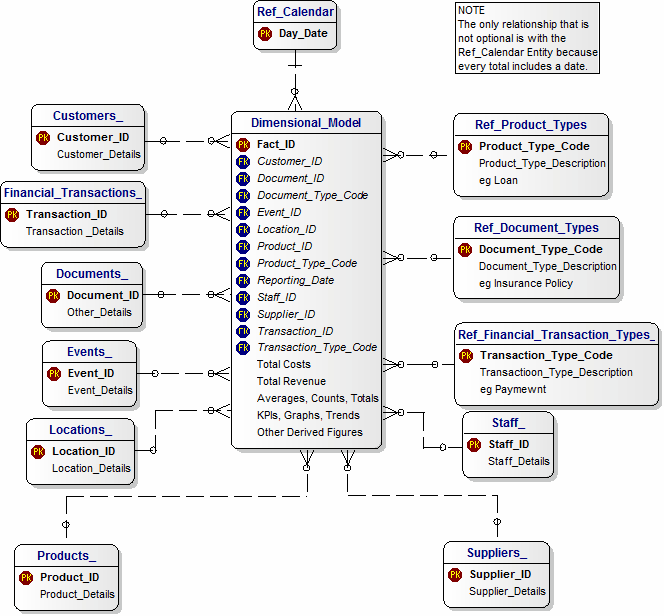 Ref_Calendar
PK Day_Date
NOTE
The only relationship that is
not optional is with the
Ref_Calendar Entity because
every total includes a date.
Customers_
PK Customer_ID
Customer_Details
Financial_Transactions_
PK Transaction_ID
Transaction _Details
Documents_
PK Document_ID
Other_Details
Events_
PK Event_ID
Event_Details
Locations_
PK Location_ID
Location_Details
Dimensional_Model
PK Fact_ID
FK Customer_ID
FK Document_ID
FK Document_Type_Code
FK Event_ID
FK Location_ID
FK Product_ID
FK Product_Type_Code
FK Reporting_Date
FK Staff_ID
FK Supplier_ID
FK Transaction_ID
FK Transaction_Type_Code
Total Costs
Total Revenue
Averages, Counts, Totals
KPIs, Graphs, Trends
Other Derived Figures
Ref_Product_Types
PK Product_Type_Code
Product_Type_Description
eg Loan
Ref_Document_Types
PK Document_Type_Code
Document_Type_Description
eg Insurance Policy
Ref_Financial_Transaction_Types_
PK Transaction_Type_Code
Transactioon_Type_Description
eg Paymewnt
Staff_
PK Staff_ID
Staff_Details
Products_
PK Product_ID
Product_Details
Suppliers_
PK Supplier_ID
Supplier_Details